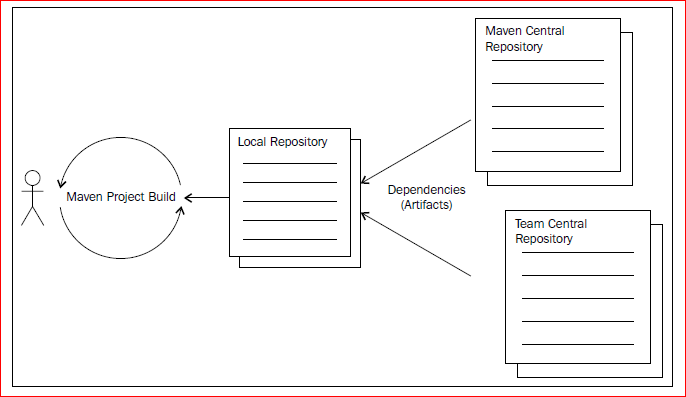 Maven Central
Repository
Local Repository
Maven Project Build
Dependencies
(Artifacts)
Team Central
Repository